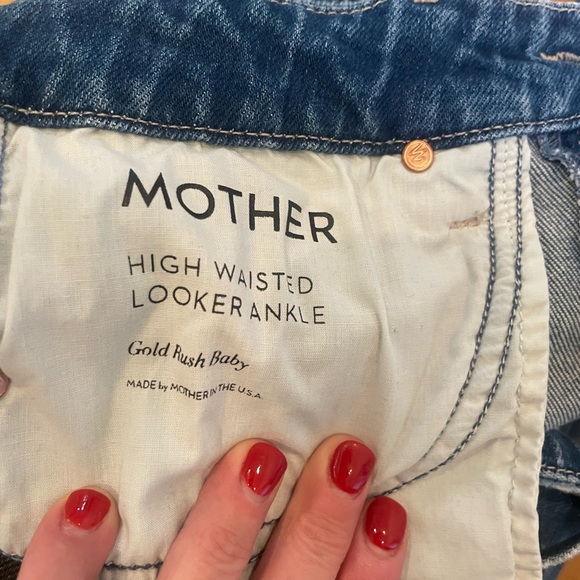 MOTHER
HIGH WAISTED
LOOKER ANKLE
Gold Rush Baby
MADE by MOTHER IN THE U.S.A.